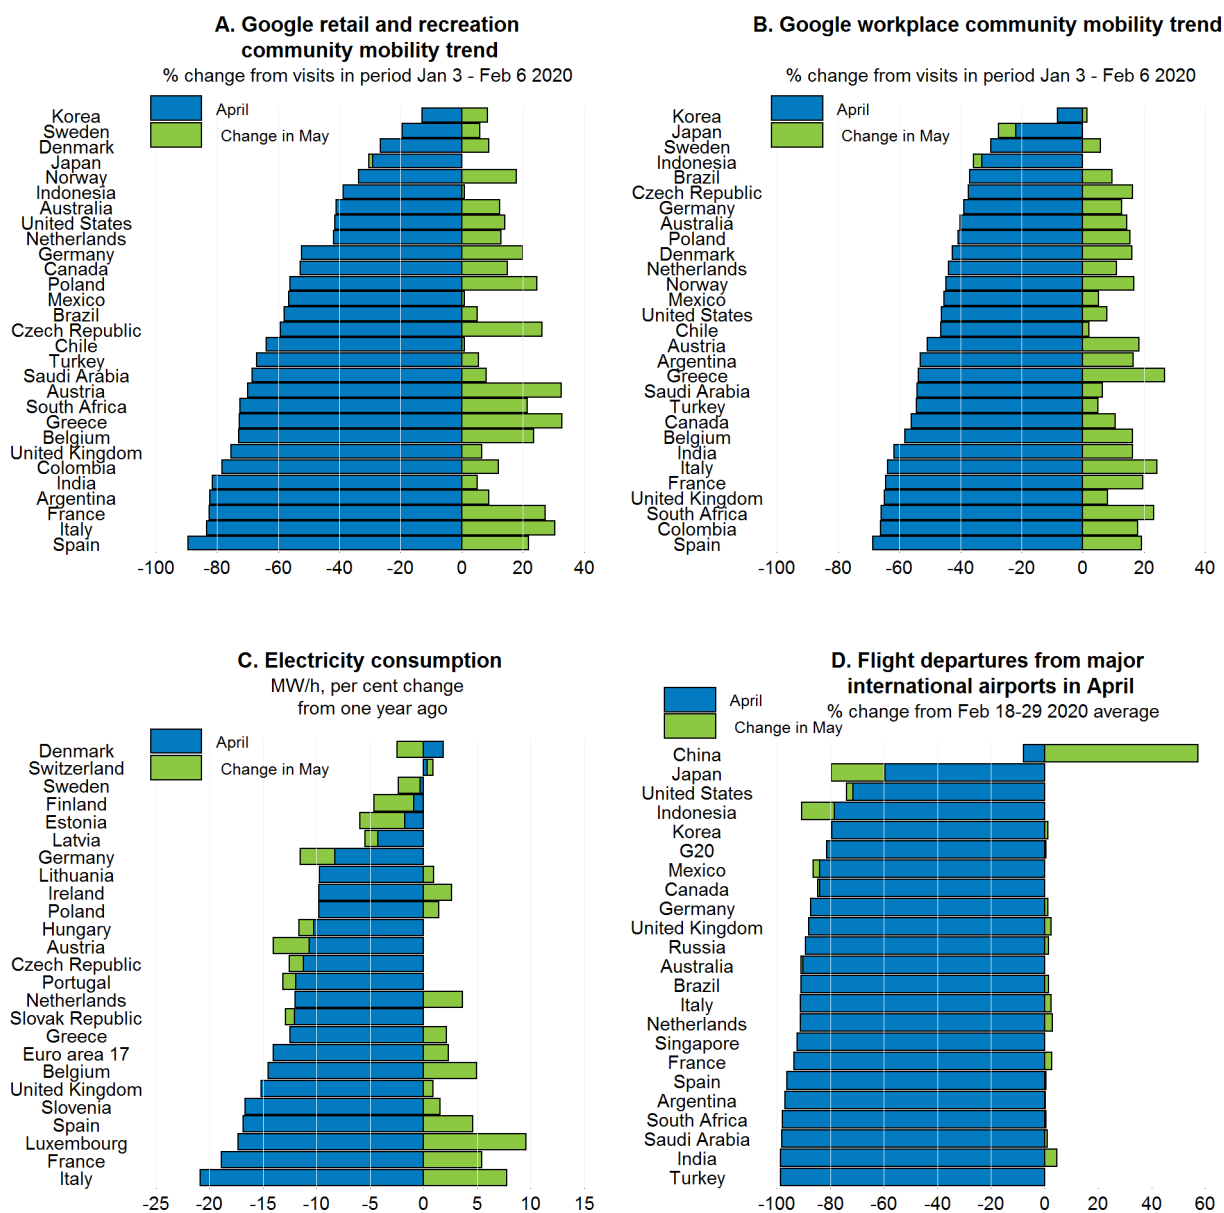 A. Google retail and recreation
community mobility trend
% change from visits in period Jan 3 - Feb 6 2020
April
Change in May
Korea
Sweden
Denmark
Japan
Norway
Indonesia
Australia
United States
Netherlands
Germany
Canada
Poland
Mexico
Brazil
Czech Republic
Chile
Turkey
Saudi Arabia
Austria
South Africa
Greece
Belgium
United Kingdom
Colombia
India
Argentina
France
Italy
Spain
-100 -80 -60 -40 -20 0 20 40
B. Google workplace community mobility trend
% change from visits in period Jan 3 - Feb 6 2020
April
Change in May
Korea
Japan
Sweden
Indonesia
Brazil
Czech Republic
Germany
Australia
Poland
Denmark
Netherlands
Norway
Mexico
United States
Chile
Austria
Argentina
Greece
Saudi Arabia
Turkey
Canada
Belgium
India
Italy
France
United Kingdom
South Africa
Colombia
Spain
-100 -80 -60 -40 -20 0 20 40
C. Electricity consumption
MW/h, per cent change
from one year ago
April
Change in May
Denmark
Switzerland
Sweden
Finland
Estonia
Latvia
Germany
Lithuania
Ireland
Poland
Hungary
Austria
Czech Republic
Portugal
Netherlands
Slovak Republic
Greece
Euro area 17
Belgium
United Kingdom
Slovenia
Spain
Luxembourg
France
Italy
-25 -20 -15 -10 -5 0 5 10 15
D. Flight departures from major
international airports in April
% change from Feb 18-29 2020 average
April
Change in May
China
Japan
United States
Indonesia
Korea
G20
Mexico
Canada
Germany
United Kingdom
Russia
Australia
Brazil
Italy
Netherlands
Singapore
France
Spain
Argentina
South Africa
Saudi Arabia
India
Turkey
-100 -80 -60 -40 -20 0 20 40 60